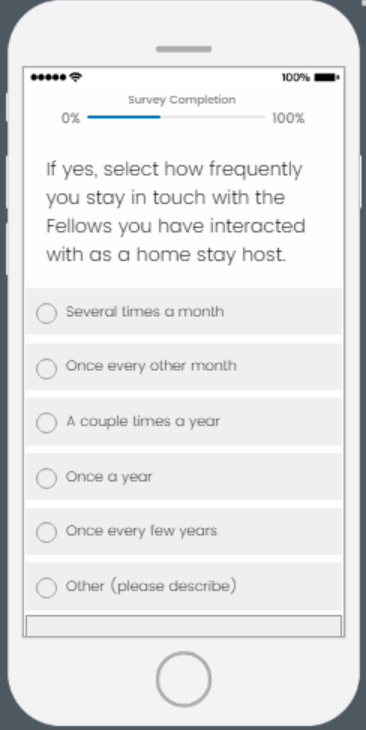 100%
Survey Completion
0% 100%
If yes, select how frequently
you stay in touch with the
Fellows you have interacted
with as a home stay host.
Several times a month
Once every other month
A couple times a year
Once a year
Once every few years
Other (please describe)